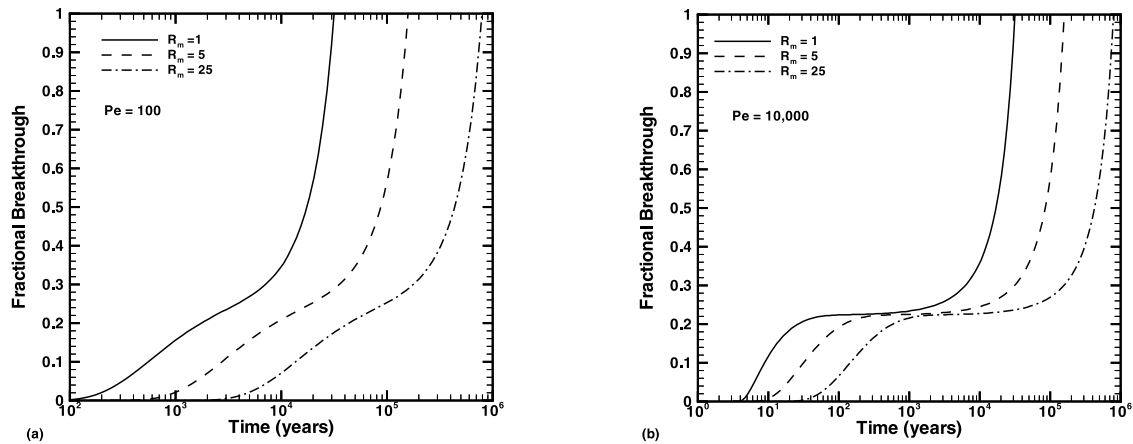 1
0.9
0.8
0.7
0.6
0.5
0.4
0.3
0.2
0.1
0
Fractional Breakthrough
R_m =1
R_m = 5
R_m = 25
Pe = 100
10^2 10^3 10^4 10^5 10^6
Time (years)
(a)
1
0.9
0.8
0.7
0.6
0.5
0.4
0.3
0.2
0.1
0
Fractional Breakthrough
R_m = 1
R_m = 5
R_m = 25
Pe = 10,000
10^0 10^1 10^2 10^3 10^4 10^5 10^6
Time (years)
(b)